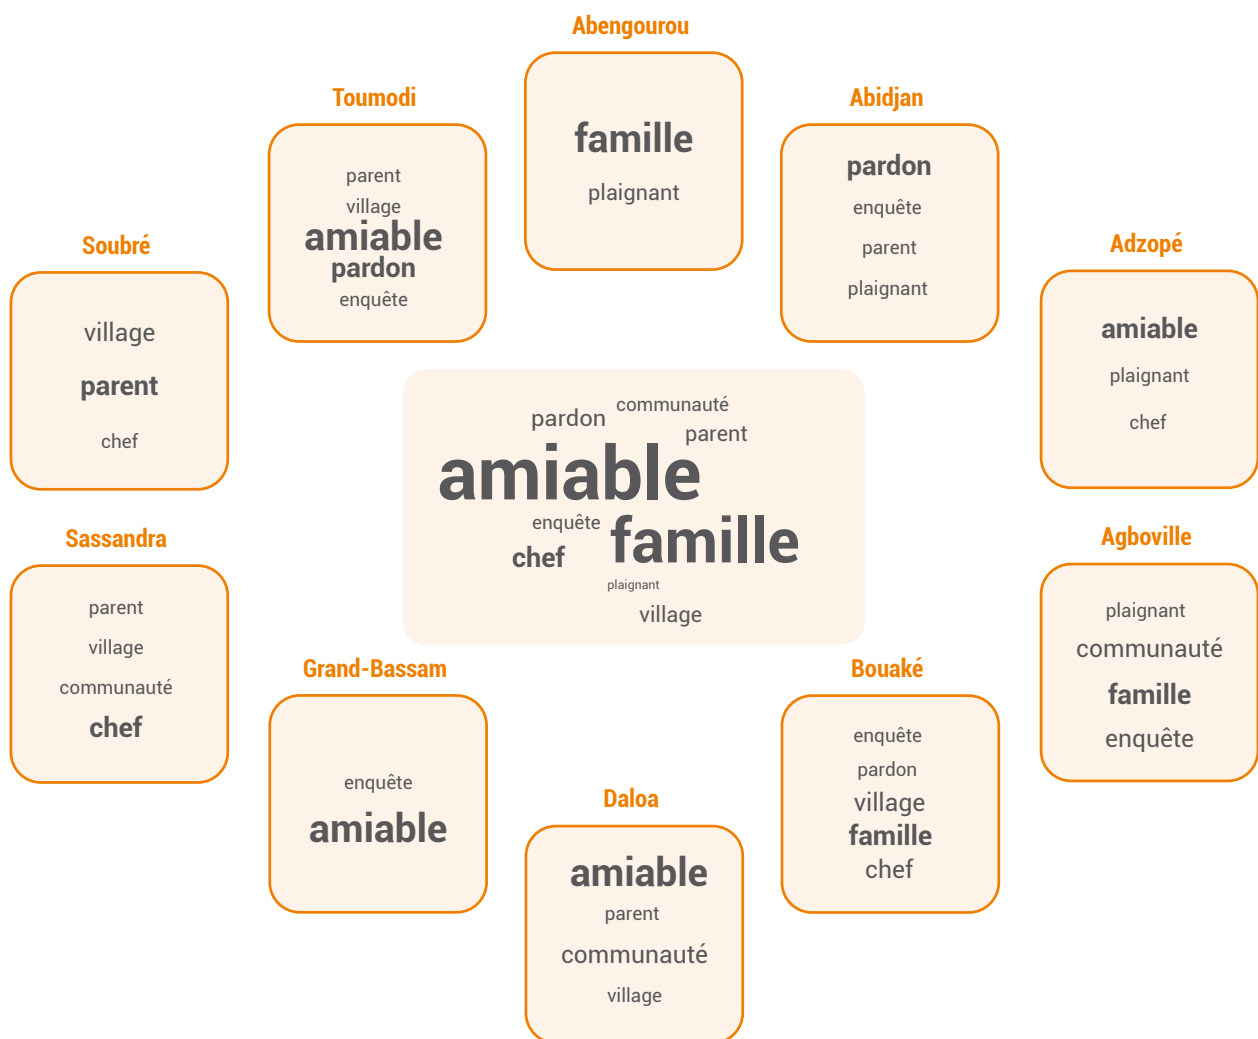 Abengourou
famille
plaignant
Toumodi
parent
village
amiable
pardon
enquête
Abidjan
pardon
enquête
parent
plaignant
Soubré
village
parent
chef
Adzopé
amiable
plaignant
chef
communauté
pardon
parent
amiable
enquête
famille
chef
plaignant
village
Sassandra
parent
village
communauté
chef
Agboville
plaignant
communauté
famille
enquête
Grand-Bassam
enquête
amiable
Bouaké
enquête
pardon
village
famille
chef
Daloa
amiable
parent
communauté
village